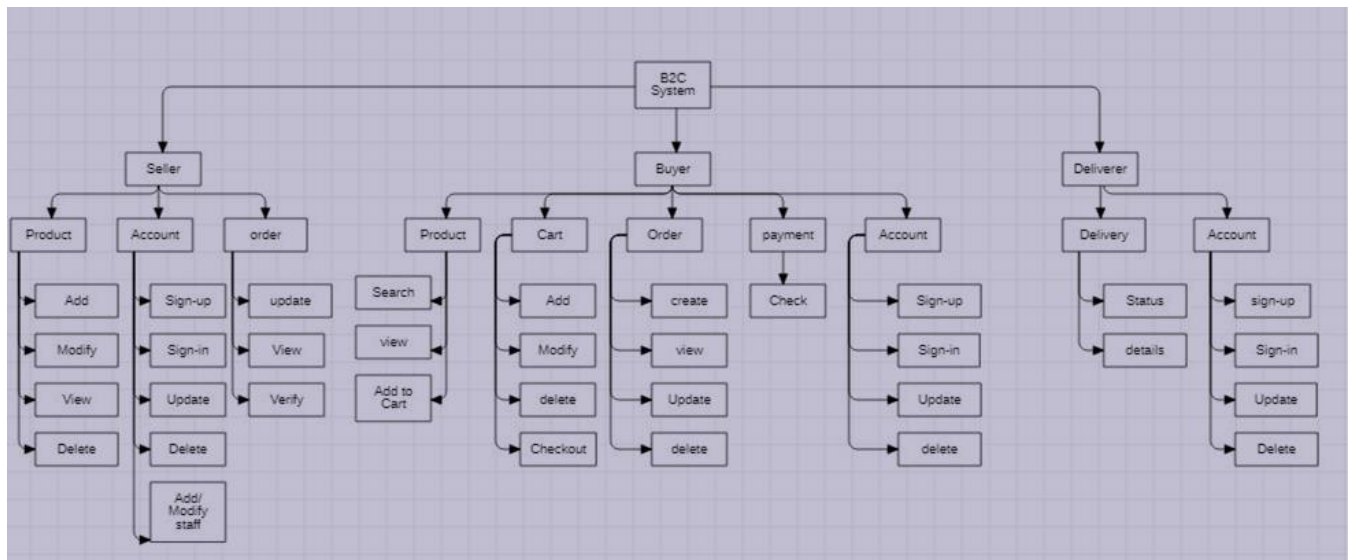 B2C
System
Seller
Buyer
Deliverer
Product
Account
order
Product
Cart
Order
payment
Account
Delivery
Account
Add
Modify
View
Delete
Sign-up
Sign-in
Update
Delete
Add/
Modify
staff
update
View
Verify
Search
view
Add to
Cart
Add
Modify
delete
Checkout
create
view
Update
delete
Check
Sign-up
Sign-in
Update
delete
Status
details
sign-up
Sign-in
Update
Delete